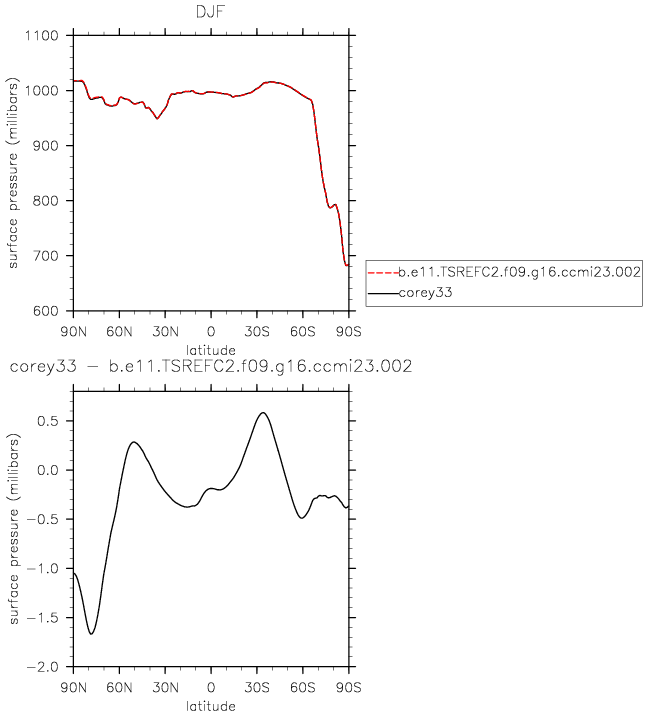 DJF
1100
1000
900
800
700
600
surface pressure (millibars)
90N 60N 30N 0 30S 60S 90S
latitude
b.e11.TSREFC2.f09.g16.ccmi23.002
corey33
corey33 − b.e11.TSREFC2.f09.g16.ccmi23.002
0.5
0.0
−0.5
−1.0
−1.5
−2.0
surface pressure (millibars)
90N 60N 30N 0 30S 60S 90S
latitude